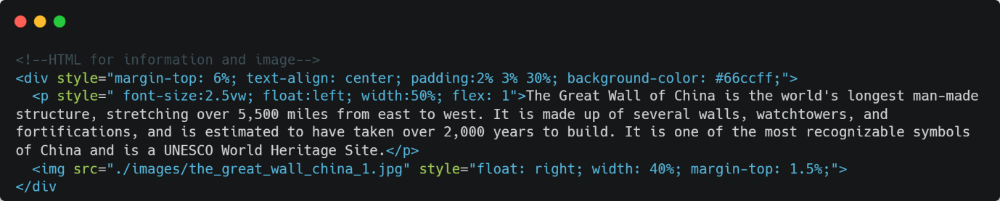 <!--HTML for information and image-->
<div style="margin-top: 6%; text-align: center; padding:2% 3% 30%; background-color: #66ccff;">
  <p style=" font-size:2.5vw; float:left; width:50%; flex: 1">The Great Wall of China is the world's longest man-made
structure, stretching over 5,500 miles from east to west. It is made up of several walls, watchtowers, and
fortifications, and is estimated to have taken over 2,000 years to build. It is one of the most recognizable symbols
of China and is a UNESCO World Heritage Site.</p>
  <img src="./images/the_great_wall_china_1.jpg" style="float: right; width: 40%; margin-top: 1.5%;">
</div